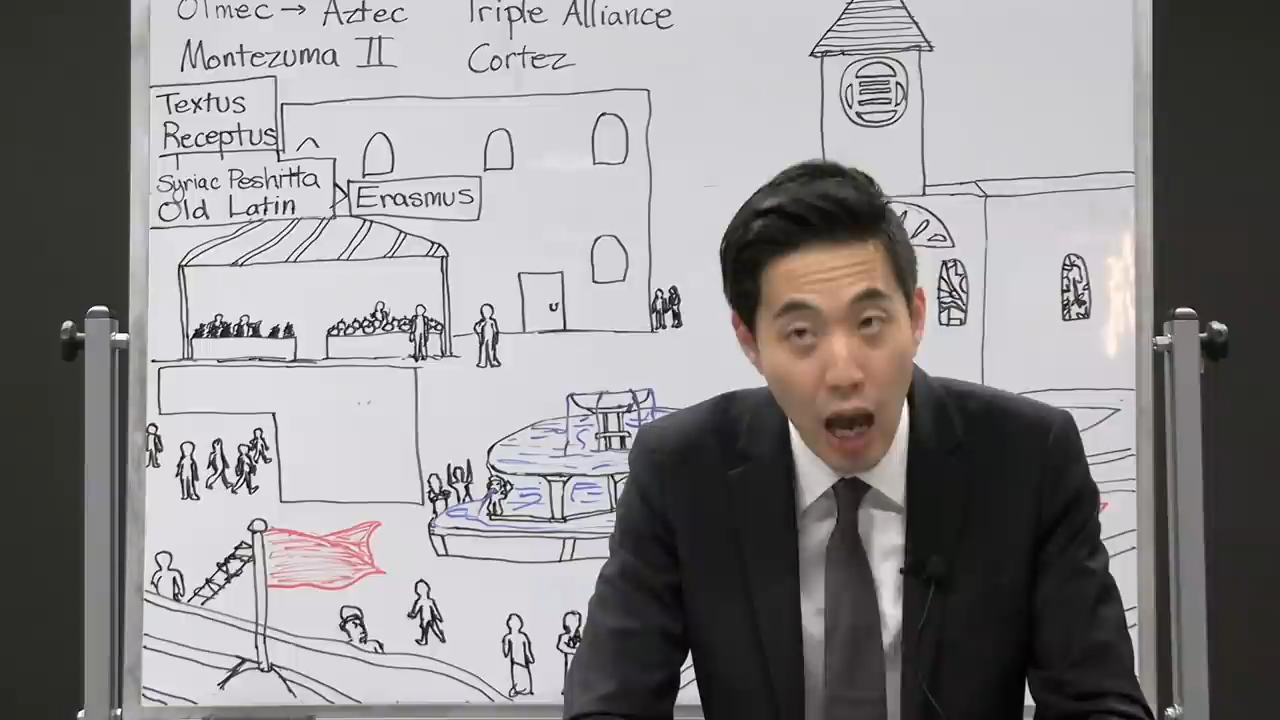 Olmec → Aztec
Triple Alliance
Montezuma II
Cortez
Textus
Receptus
Syriac Peshitta
Old Latin
Erasmus